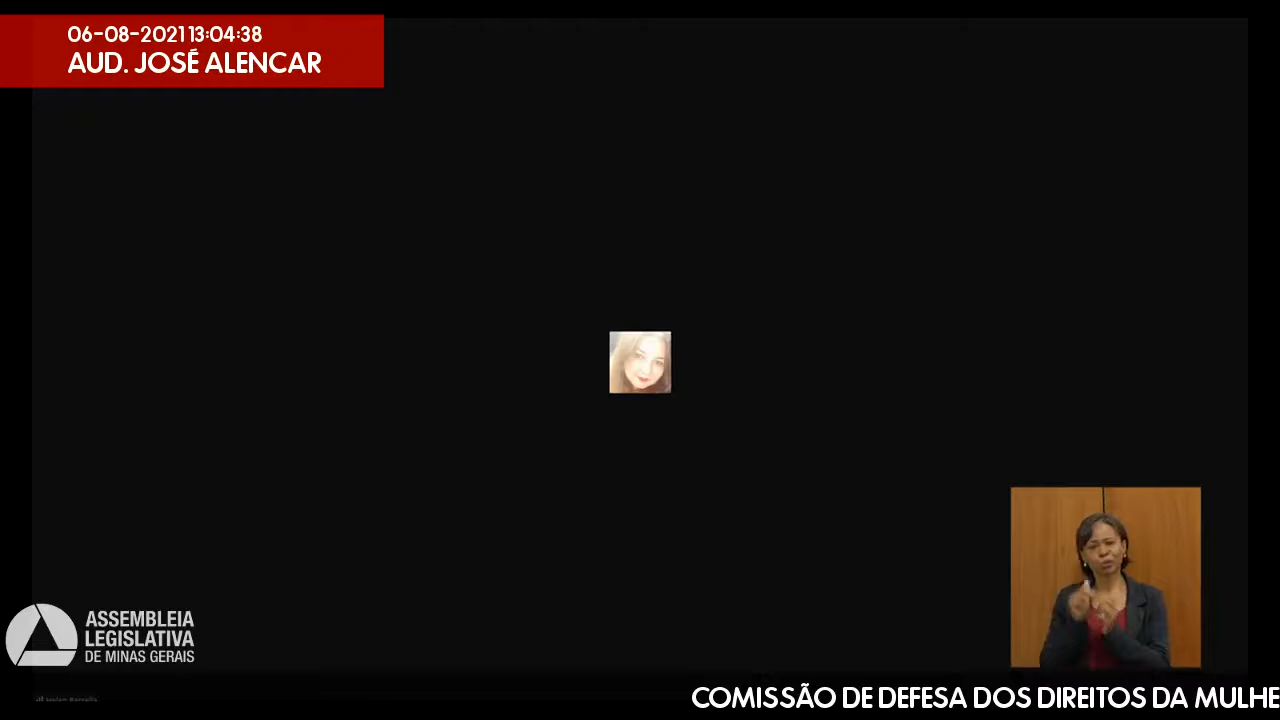 06-08-2021 13:04:38
AUD. JOSÉ ALENCAR
ASSEMBLEIA
LEGISLATIVA
DE MINAS GERAIS
COMISSÃO DE DEFESA DOS DIREITOS DA MULHE